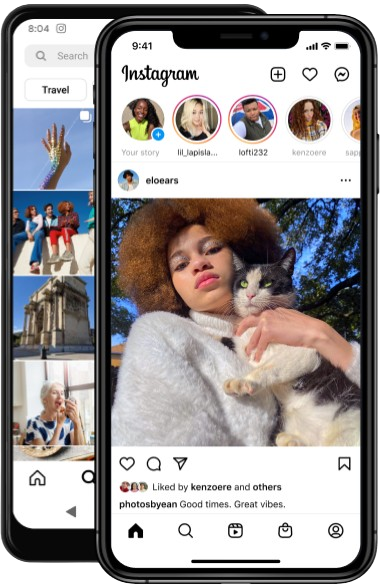 8:04
Search
Travel
9:41
Instagram
Your story
lil_lapisla...
lofti232
kenzoere
sapp
eloears
Liked by kenzoere and others
photosbyean Good times. Great vibes.